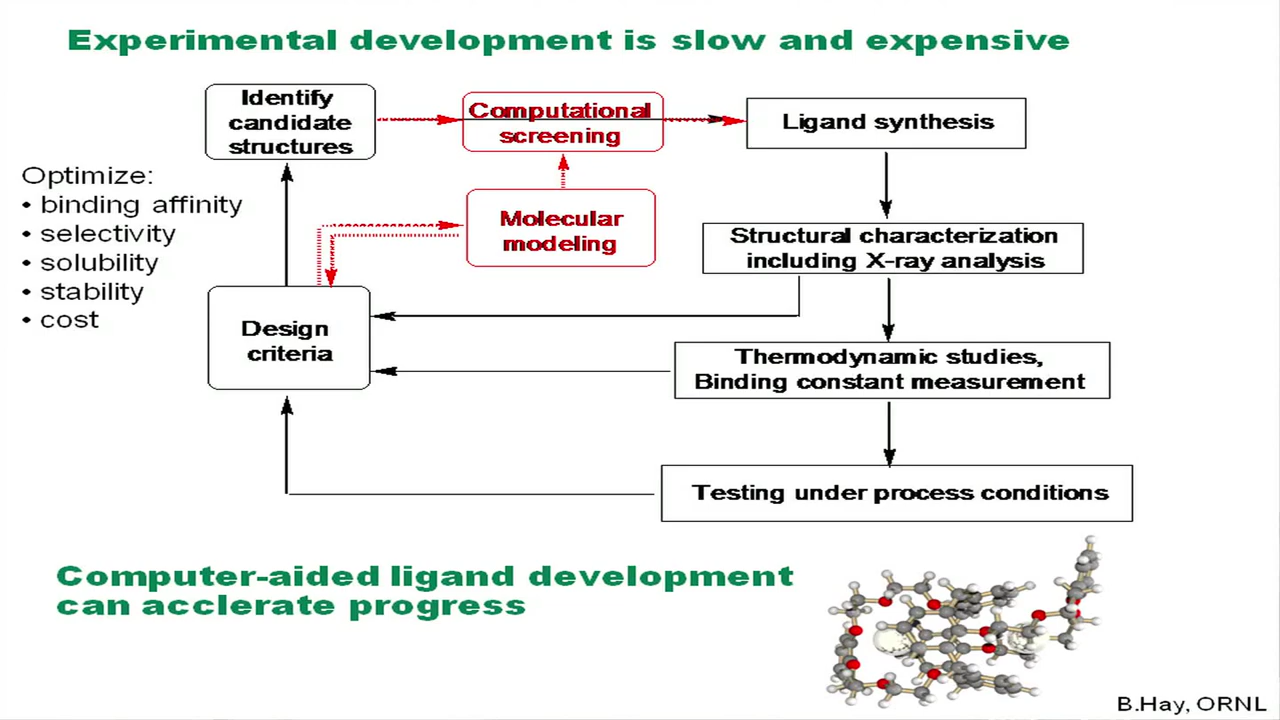 Experimental development is slow and expensive
Identify
candidate
structures
Computational
screening
Ligand synthesis
Optimize:
• binding affinity
• selectivity
• solubility
• stability
• cost
Molecular
modeling
Structural characterization
including X-ray analysis
Design
criteria
Thermodynamic studies,
Binding constant measurement
Testing under process conditions
Computer-aided ligand development
can acclerate progress
B.Hay, ORNL